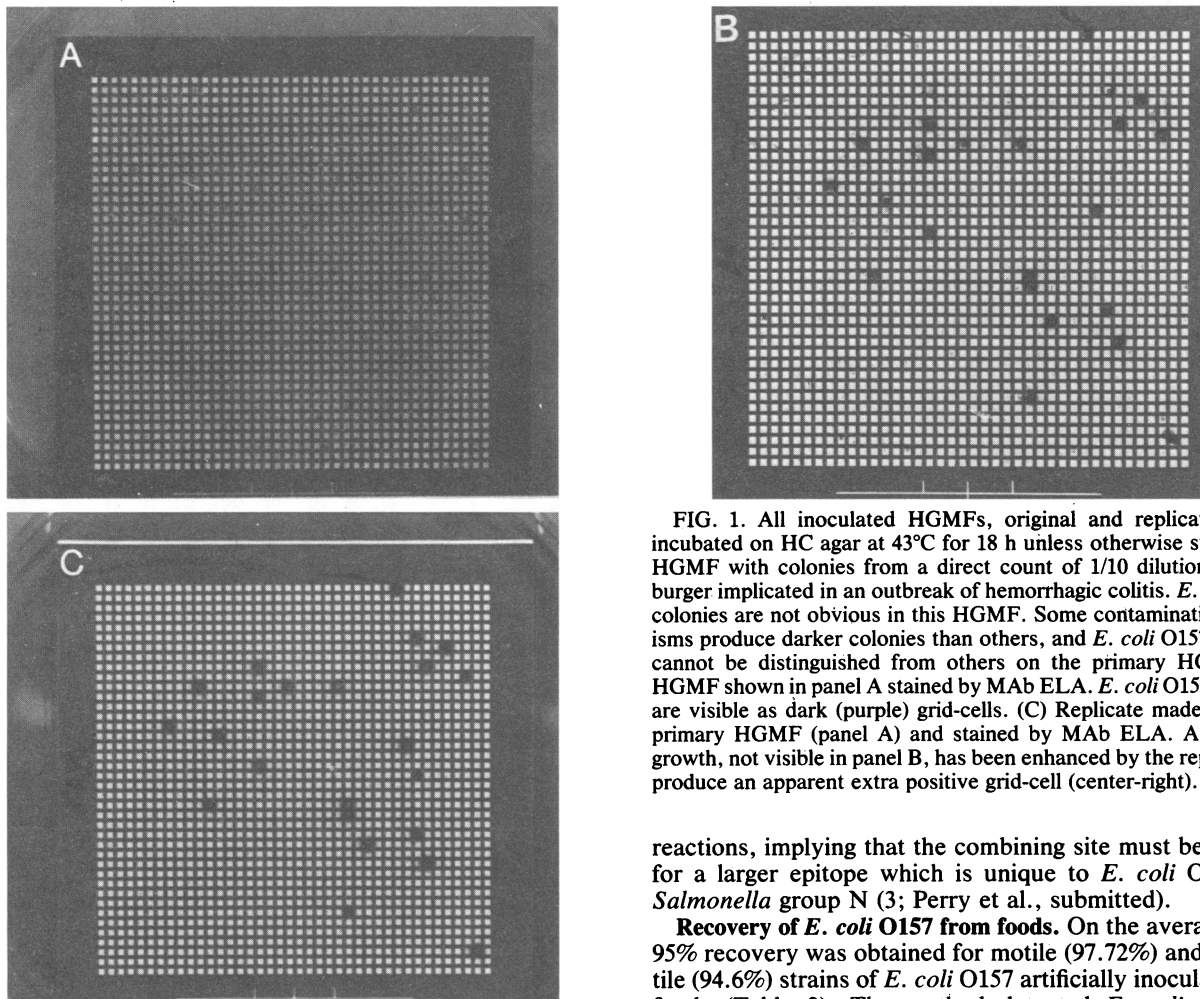 A
B
C
FIG. 1. All inoculated HGMFs, original and replica
incubated on HC agar at 43°C for 18 h unless otherwise
HGMF with colonies from a direct count of 1/10 dilution
burger implicated in an outbreak of hemorrhagic colitis. E.
colonies are not obvious in this HGMF. Some contaminati
isms produce darker colonies than others, and E. coli O15
cannot be distinguished from others on the primary
HGMF shown in panel A stained by MAb ELA. E. coli O15
are visible as dark (purple) grid-cells. (C) Replicate made
primary HGMF (panel A) and stained by MAb ELA. A
growth, not visible in panel B, has been enhanced by the
produce an apparent extra positive grid-cell (center-right).
reactions, implying that the combining site must be
for a larger epitope which is unique to E. coli
Salmonella group N (3; Perry et al., submitted).
Recovery of E. coli O157 from foods. On the avera
95% recovery was obtained for motile (97.72%) and
tile (94.6%) strains of E. coli O157 artificially inocul